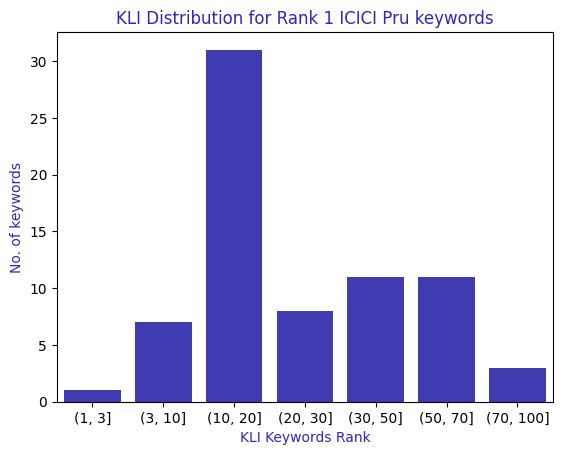 KLI Distribution for Rank 1 ICICI Pru keywords
No. of keywords
30
25
20
15
10
5
0
(1, 3] (3, 10] (10, 20] (20, 30] (30, 50] (50, 70] (70, 100]
KLI Keywords Rank